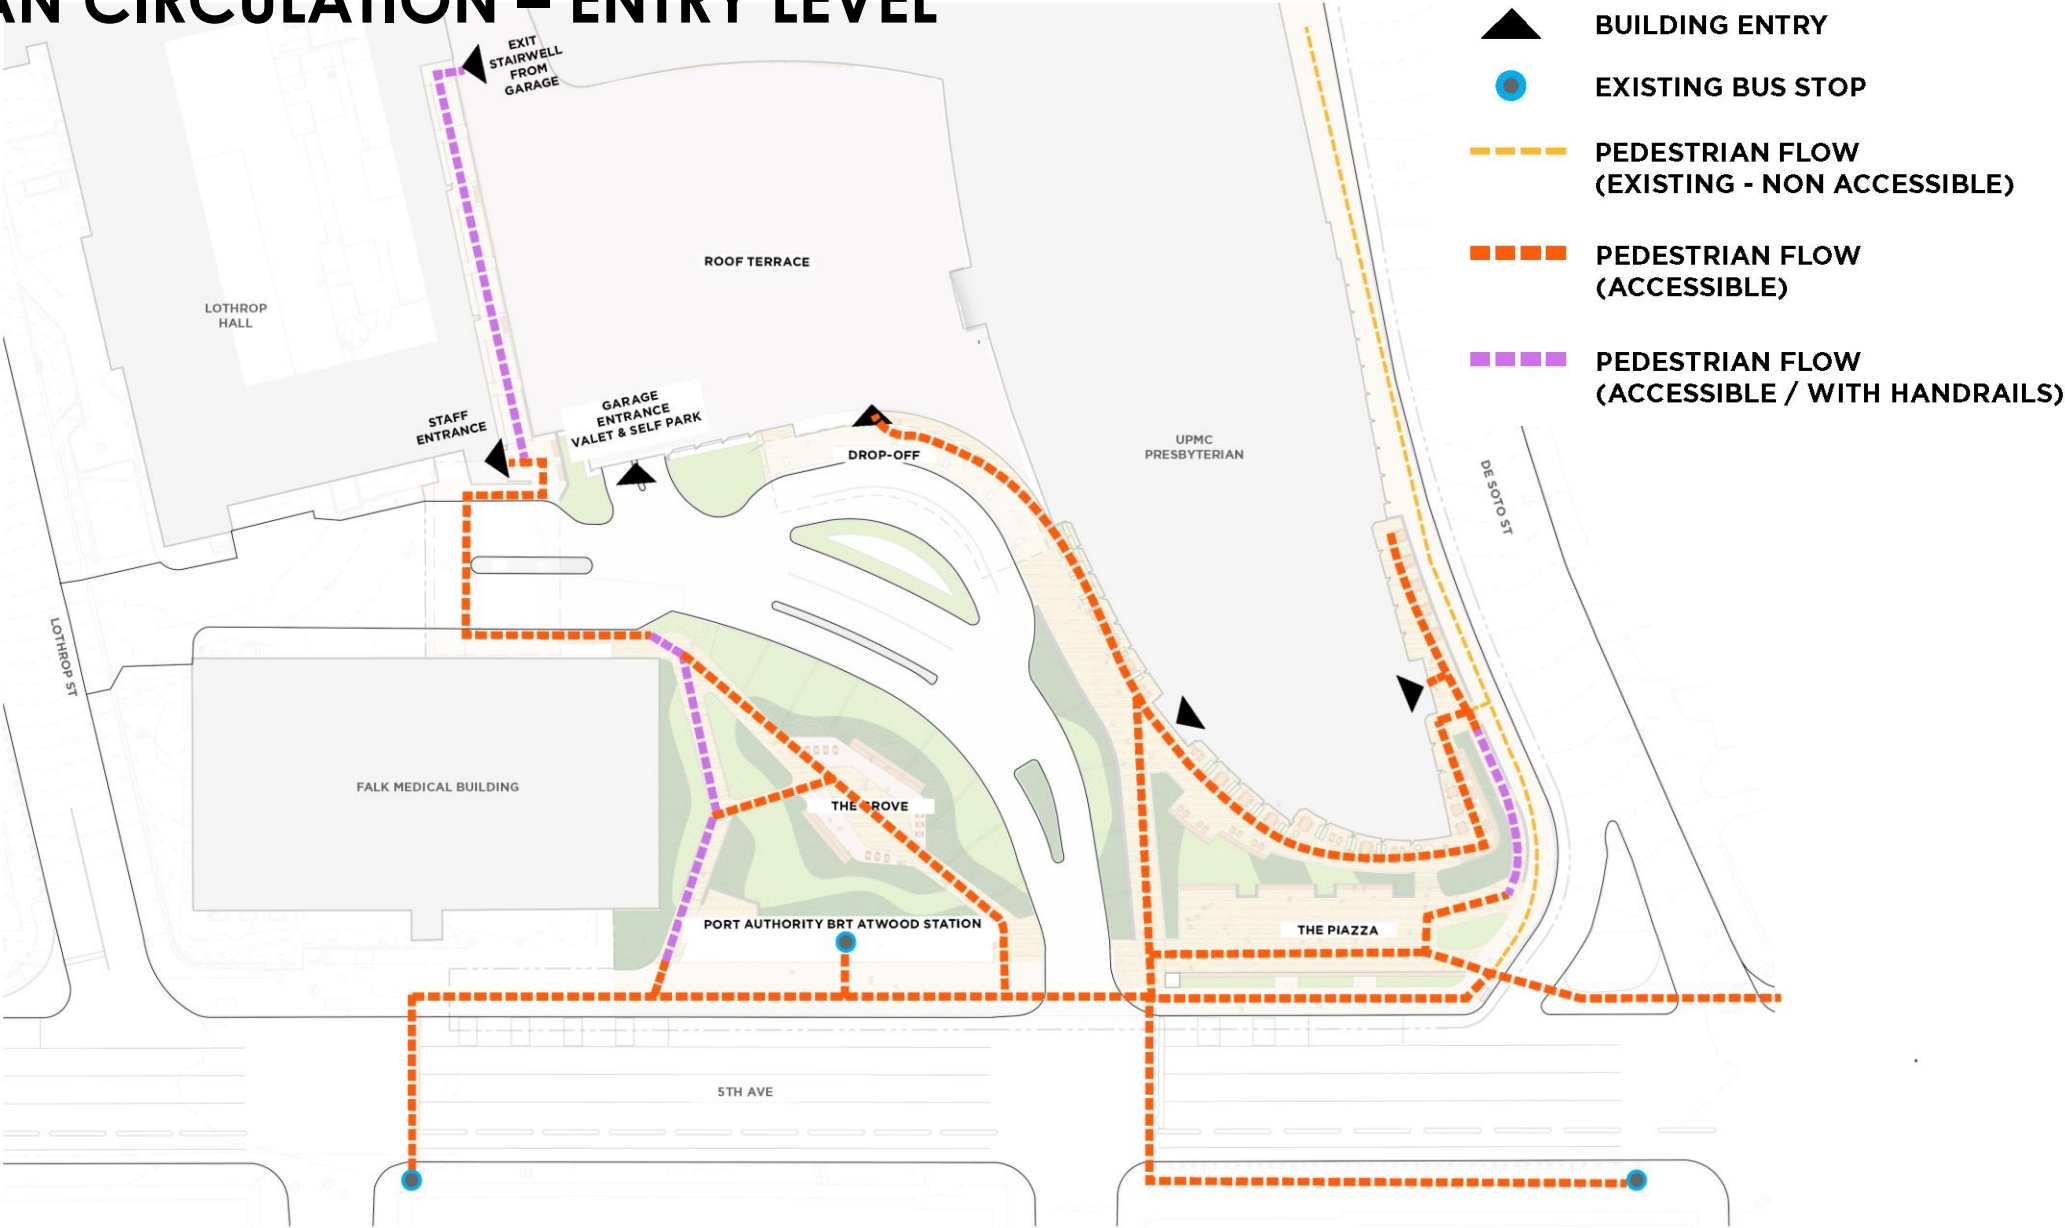 AN CIRCULATION – ENTRY LEVEL
BUILDING ENTRY
EXISTING BUS STOP
PEDESTRIAN FLOW
(EXISTING - NON ACCESSIBLE)
PEDESTRIAN FLOW
(ACCESSIBLE)
PEDESTRIAN FLOW
(ACCESSIBLE / WITH HANDRAILS)
EXIT
STAIRWELL
FROM
GARAGE
ROOF TERRACE
LOTHROP
HALL
STAFF
ENTRANCE
GARAGE
ENTRANCE
VALET & SELF PARK
DROP-OFF
UPMC
PRESBYTERIAN
DE SOTO ST
LOTHROP ST
FALK MEDICAL BUILDING
THE GROVE
PORT AUTHORITY BRT ATWOOD STATION
THE PIAZZA
5TH AVE